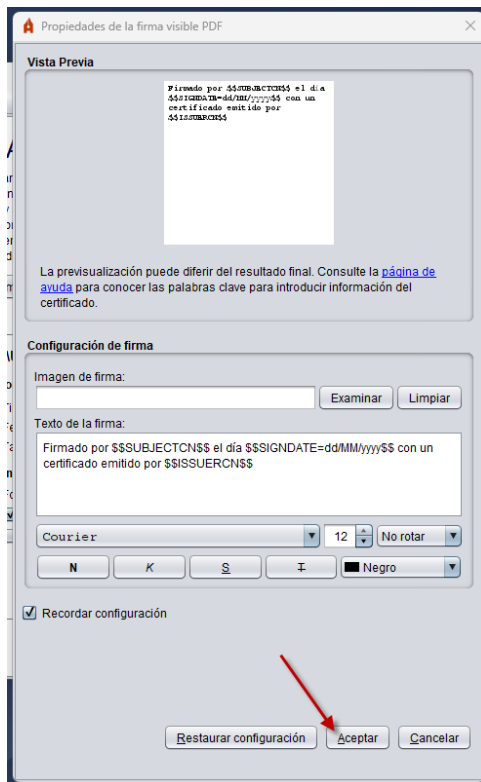 Propiedades de la firma visible PDF
Vista Previa
Firmado por $$SUBJECTCN$$ el día
$$SIGNDATE=dd/MM/yyyy$$ con un
certificado emitido por
$$ISSUERCN$$
La previsualización puede diferir del resultado final. Consulte la página de
ayuda para conocer las palabras clave para introducir información del
certificado.
Configuración de firma
Imagen de firma:
Examinar Limpiar
Texto de la firma:
Firmado por $$SUBJECTCN$$ el día $$SIGNDATE=dd/MM/yyyy$$ con un
certificado emitido por $$ISSUERCN$$
Courier 12 No rotar
N K S T Negro
Recordar configuración
Restaurar configuración Aceptar Cancelar